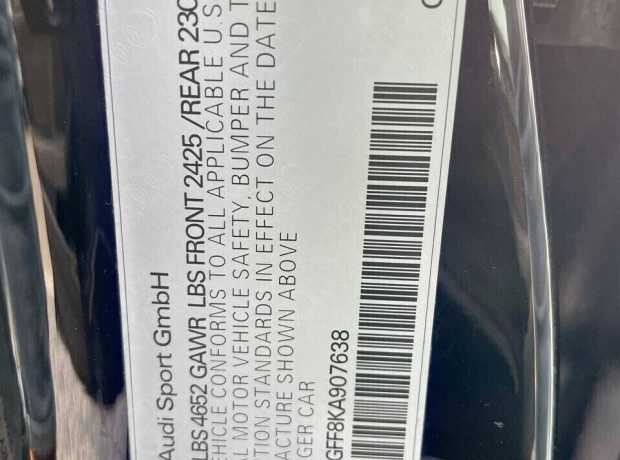 Audi Sport GmbH
LBS 4652 GAWR LBS FRONT 2425 /REAR 230
EHICLE CONFORMS TO ALL APPLICABLE U.S
AL MOTOR VEHICLE SAFETY, BUMPER AND T
TION STANDARDS IN EFFECT ON THE DATE
ACTURE SHOWN ABOVE
GER CAR
GFF8KA907638